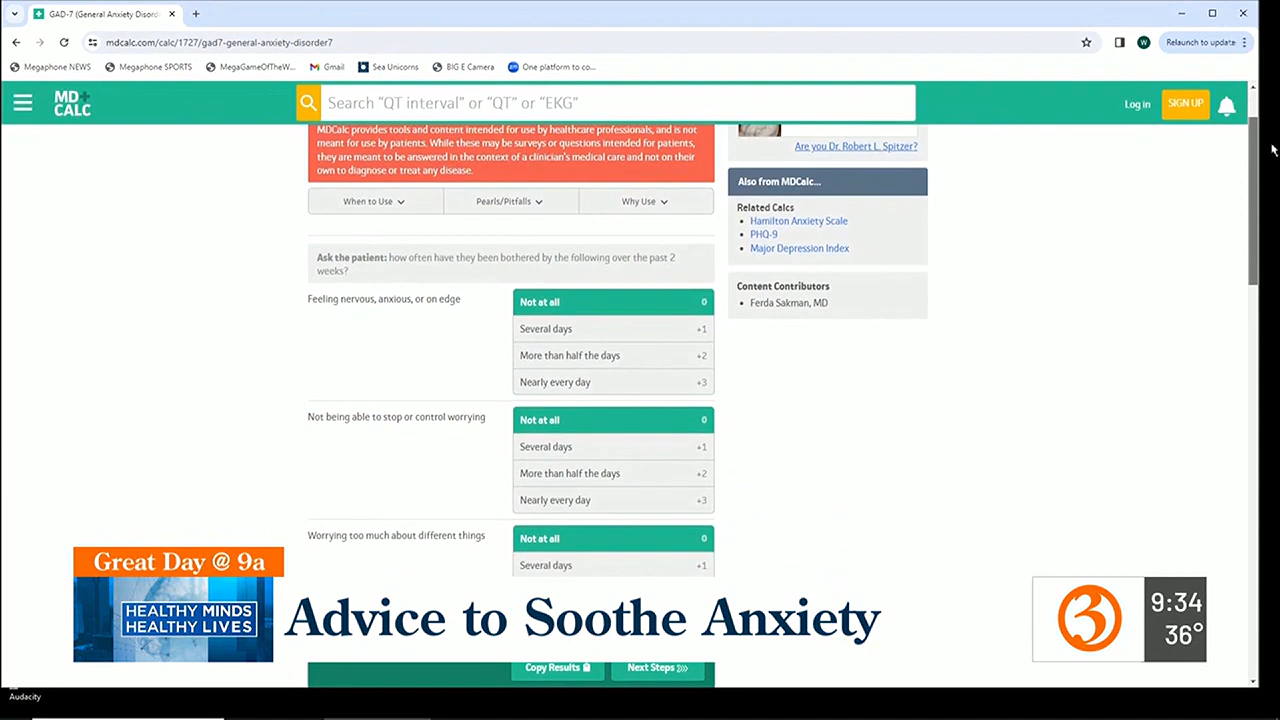 GAD-7 (General Anxiety Disord
mdcalc.com/calc/1727/gad7-general-anxiety-disorder7
W
Relaunch to update
Megaphone NEWS
Megaphone SPORTS
MegaGameOfTheW...
Gmail
Sea Unicorns
BIG E Camera
One platform to co...
MD+
CALC
Search “QT interval” or “QT” or “EKG”
Log in
SIGN UP
MDCalc provides tools and content intended for use by healthcare professionals, and is not
meant for use by patients. While these may be surveys or questions intended for patients,
they are meant to be answered in the context of a clinician's medical care and not on their
own to diagnose or treat any disease.
When to Use
Pearls/Pitfalls
Why Use
Ask the patient: how often have they been bothered by the following over the past 2
weeks?
Feeling nervous, anxious, or on edge
Not at all 0
Several days +1
More than half the days +2
Nearly every day +3
Not being able to stop or control worrying
Not at all 0
Several days +1
More than half the days +2
Nearly every day +3
Worrying too much about different things
Not at all 0
Several days +1
Copy Results
Next Steps
Are you Dr. Robert L. Spitzer?
Also from MDCalc...
Related Calcs
Hamilton Anxiety Scale
PHQ-9
Major Depression Index
Content Contributors
Ferda Sakman, MD
Great Day @ 9a
HEALTHY MINDS
HEALTHY LIVES
Advice to Soothe Anxiety
3
9:34
36°
Audacity